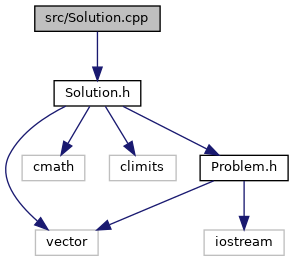 src/Solution.cpp
Solution.h
cmath
climits
Problem.h
vector
iostream